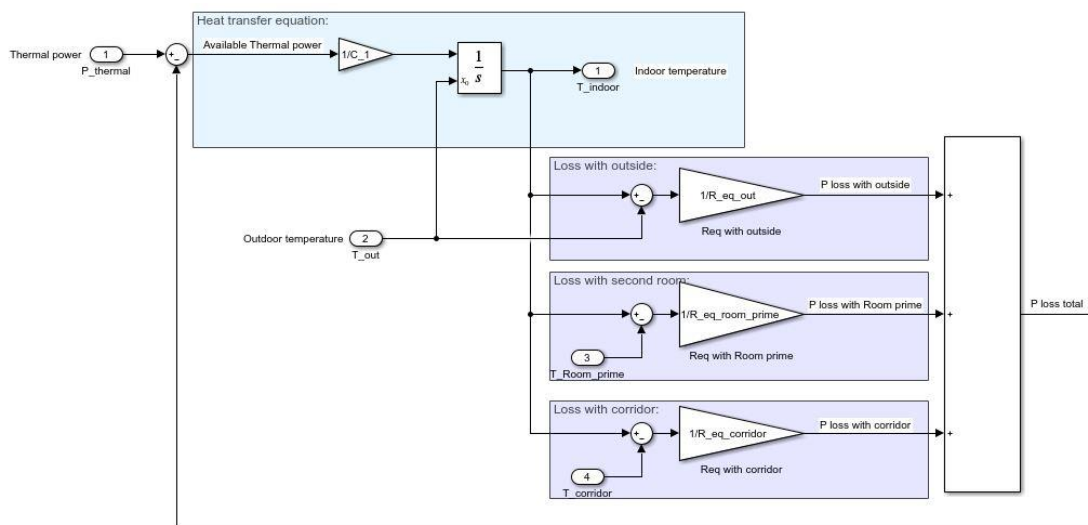 Heat transfer equation:
Thermal power
1
P_thermal
+
-
Available Thermal power
1/C_1
1
s
x0
1
T_indoor
Indoor temperature
Loss with outside:
+
-
1/R_eq_out
Req with outside
P loss with outside
+
Outdoor temperature
2
T_out
Loss with second room:
+
-
1/R_eq_room_prime
Req with Room prime
P loss with Room prime
+
3
T_Room_prime
P loss total
Loss with corridor:
+
-
1/R_eq_corridor
Req with corridor
P loss with corridor
+
4
T_corridor